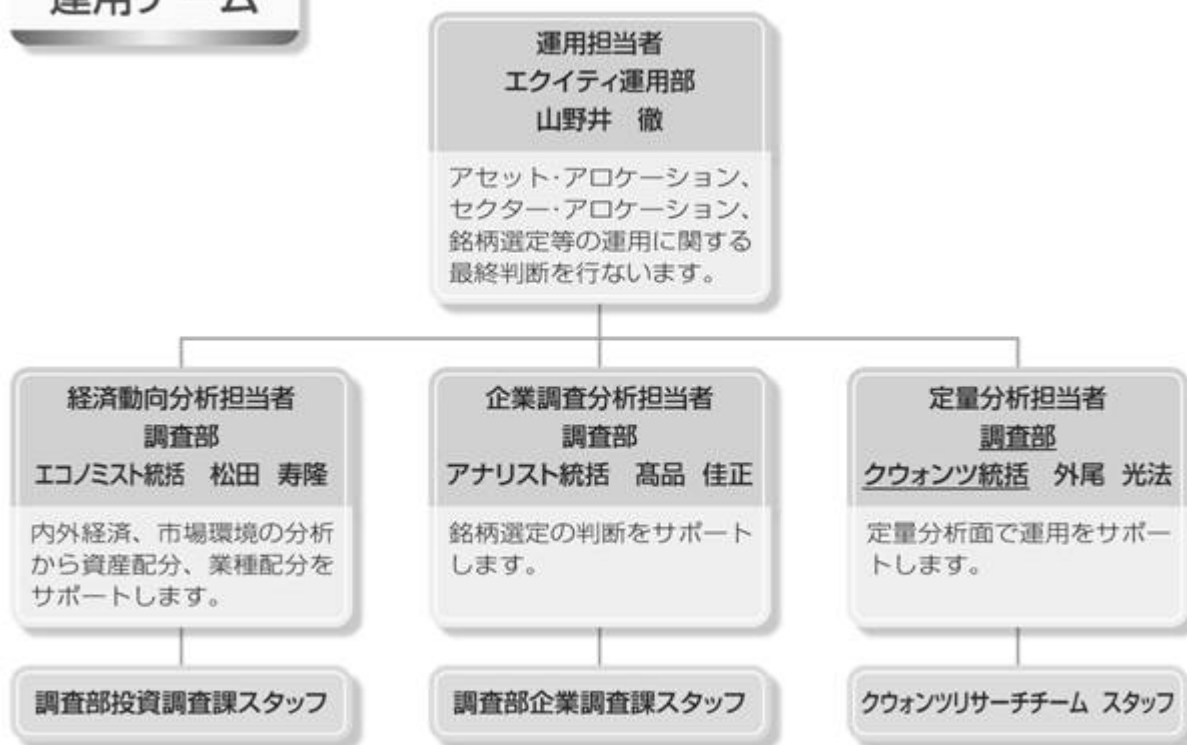 運用チーム
運用担当者
エクイティ運用部
山野井 徹
アセット・アロケーション、
セクター・アロケーション、
銘柄選定等の運用に関する
最終判断を行ないます。
経済動向分析担当者
調査部
エコノミスト統括 松田 寿隆
内外経済、市場環境の分析
から資産配分、業種配分を
サポートします。
調査部投資調査課スタッフ
企業調査分析担当者
調査部
アナリスト統括 髙品 佳正
銘柄選定の判断をサポート
します。
調査部企業調査課スタッフ
定量分析担当者
調査部
クウォンツ統括 外尾 光法
定量分析面で運用をサポー
トします。
クウォンツリサーチチーム スタッフ